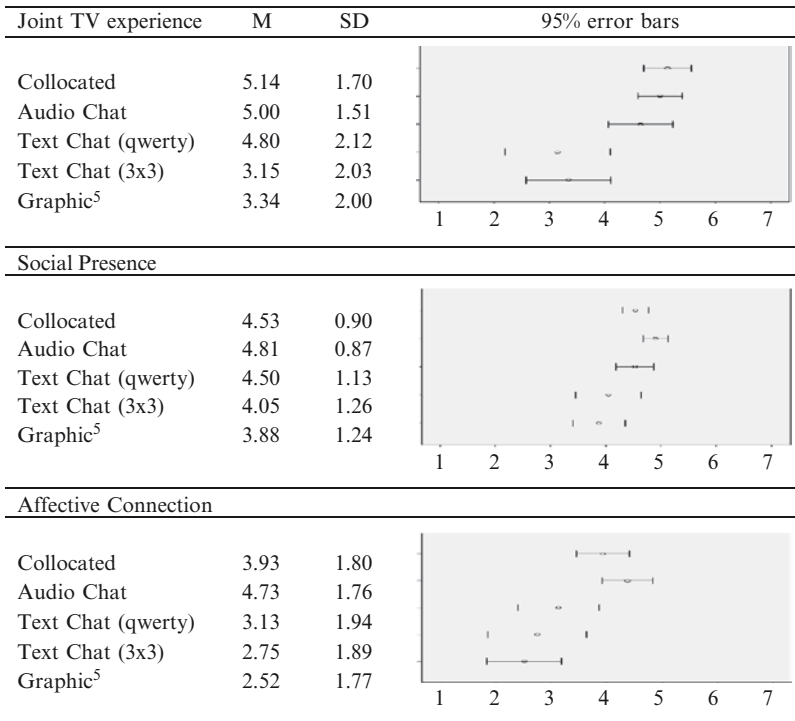 Joint TV experience M SD 95% error bars
Collocated 5.14 1.70
Audio Chat 5.00 1.51
Text Chat (qwerty) 4.80 2.12
Text Chat (3x3) 3.15 2.03
Graphic⁵ 3.34 2.00
1 2 3 4 5 6 7
Social Presence
Collocated 4.53 0.90
Audio Chat 4.81 0.87
Text Chat (qwerty) 4.50 1.13
Text Chat (3x3) 4.05 1.26
Graphic⁵ 3.88 1.24
1 2 3 4 5 6 7
Affective Connection
Collocated 3.93 1.80
Audio Chat 4.73 1.76
Text Chat (qwerty) 3.13 1.94
Text Chat (3x3) 2.75 1.89
Graphic⁵ 2.52 1.77
1 2 3 4 5 6 7